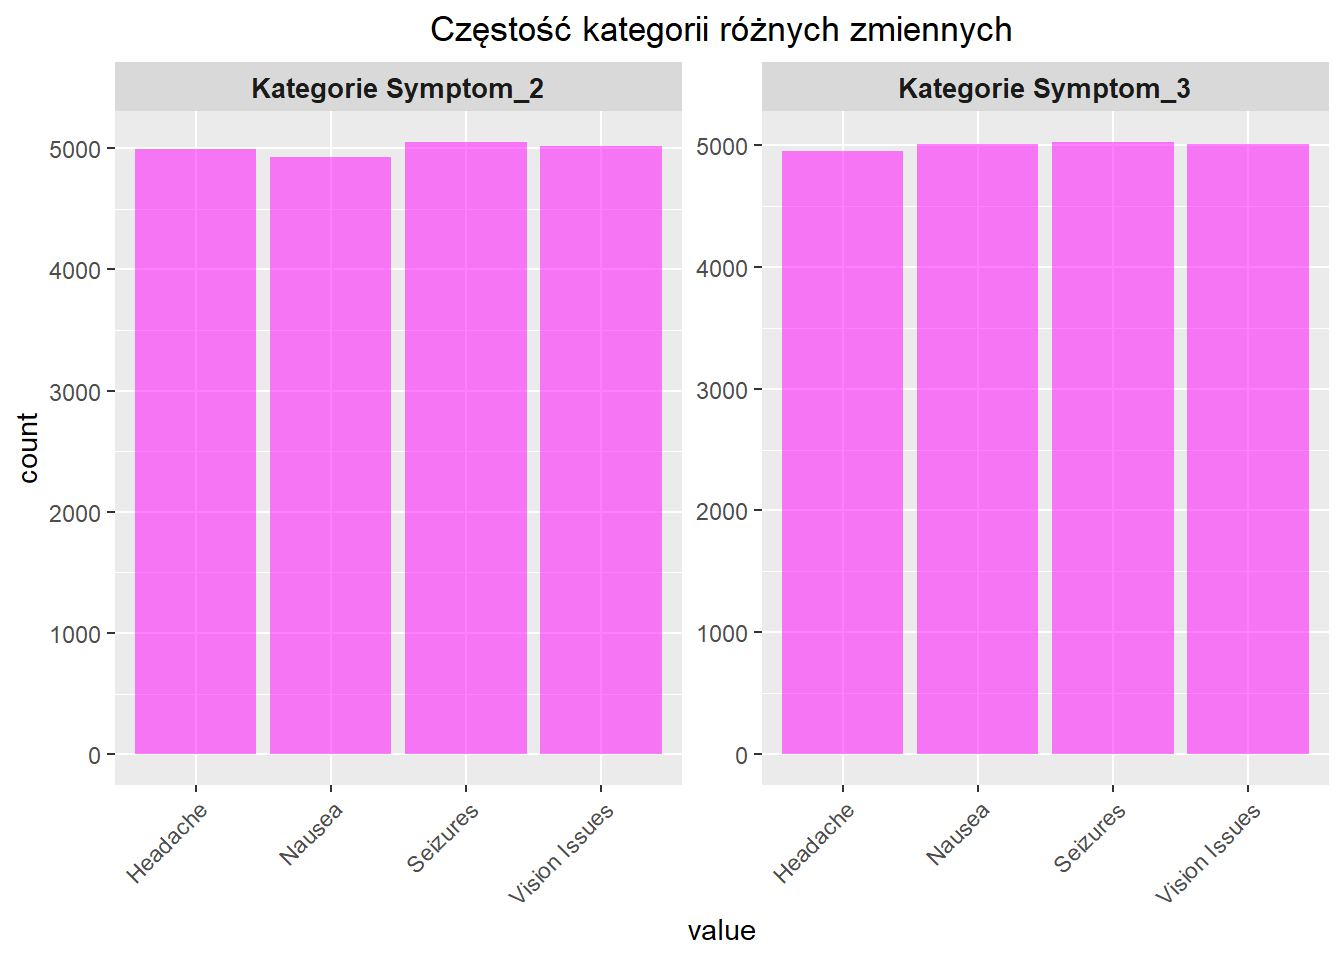 Częstość kategorii różnych zmiennych
Kategorie Symptom_2
Kategorie Symptom_3
count
5000
4000
3000
2000
1000
0
5000
4000
3000
2000
1000
0
Headache
Nausea
Seizures
Vision Issues
Headache
Nausea
Seizures
Vision Issues
value